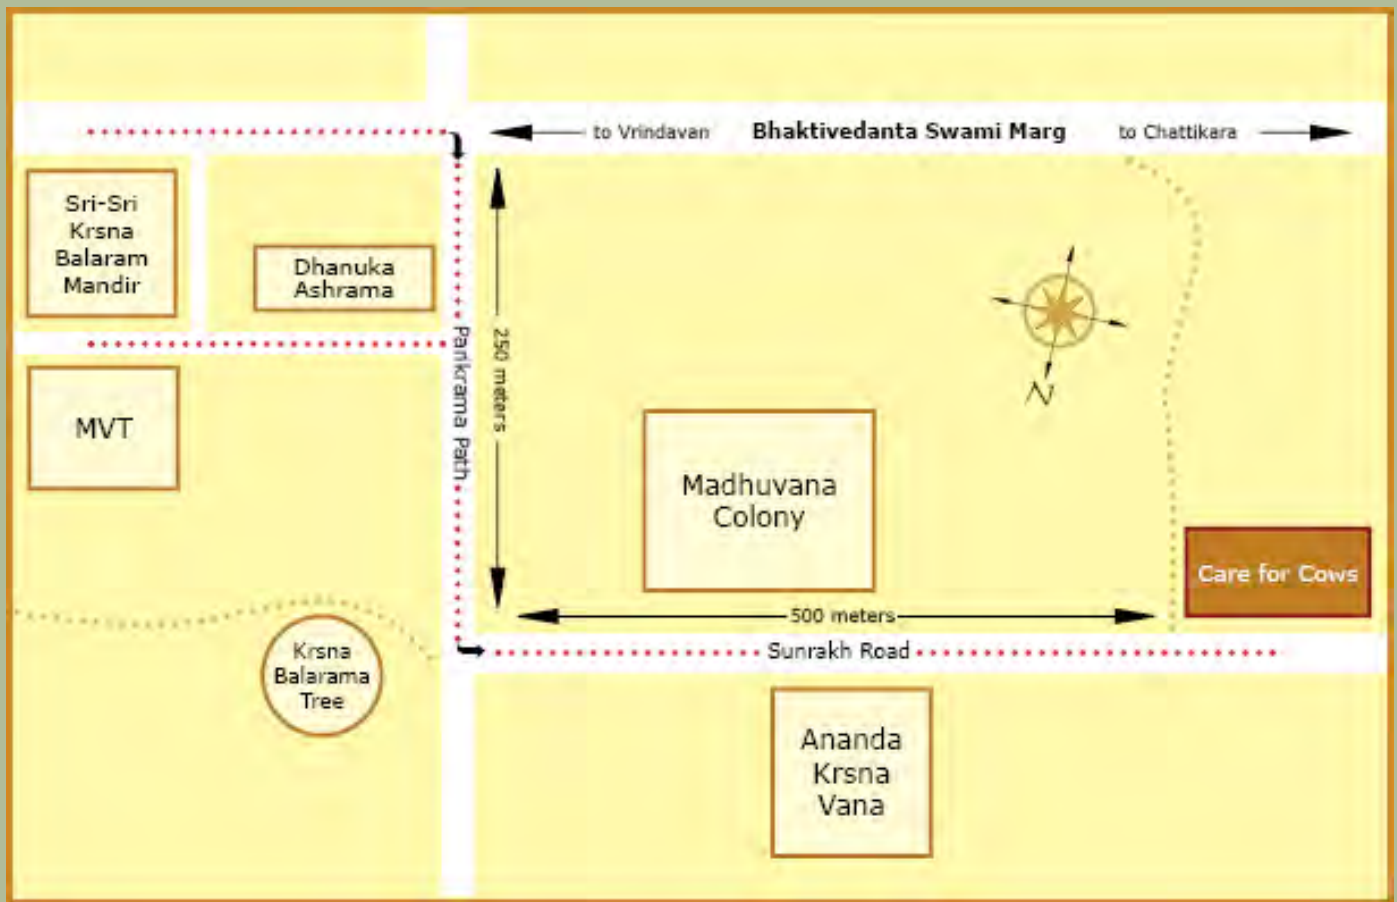 to Vrindavan Bhaktivedanta Swami Marg to Chattikara
Sri-Sri
Krsna
Balaram
Mandir
Dhanuka
Ashrama
Parikrama Path
250 meters
N
MVT
Madhuvana
Colony
Care for Cows
500 meters
Krsna
Balarama
Tree
Sunrakh Road
Ananda
Krsna
Vana